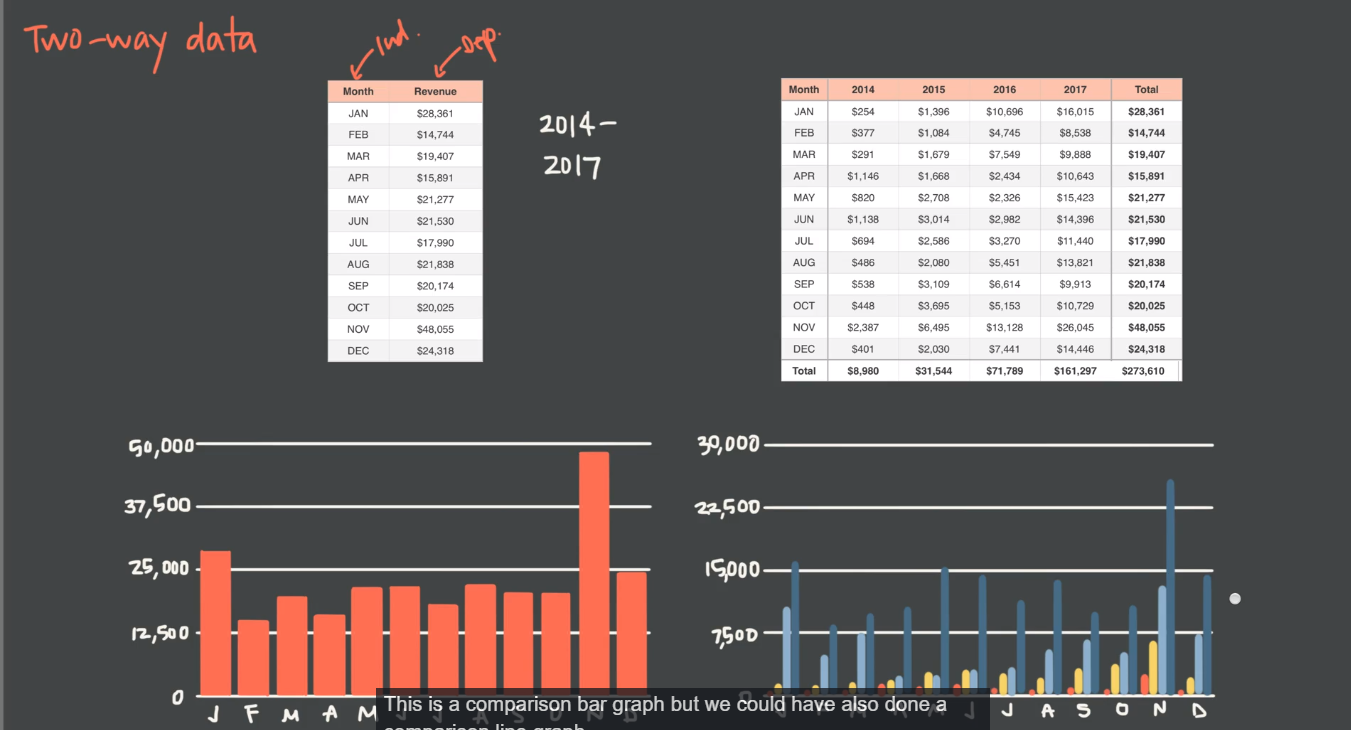 Two-way data
Ind.
Dep.
Month Revenue
JAN $28,361
FEB $14,744
MAR $19,407
APR $15,891
MAY $21,277
JUN $21,530
JUL $17,990
AUG $21,838
SEP $20,174
OCT $20,025
NOV $48,055
DEC $24,318
2014-
2017
Month 2014 2015 2016 2017 Total
JAN $254 $1,396 $10,696 $16,015 $28,361
FEB $377 $1,084 $4,745 $8,538 $14,744
MAR $291 $1,679 $7,549 $9,888 $19,407
APR $1,146 $1,668 $2,434 $10,643 $15,891
MAY $820 $2,708 $2,326 $15,423 $21,277
JUN $1,138 $3,014 $2,982 $14,396 $21,530
JUL $694 $2,586 $3,270 $11,440 $17,990
AUG $486 $2,080 $5,451 $13,821 $21,838
SEP $538 $3,109 $6,614 $9,913 $20,174
OCT $448 $3,695 $5,153 $10,729 $20,025
NOV $2,387 $6,495 $13,128 $26,045 $48,055
DEC $401 $2,030 $7,441 $14,446 $24,318
Total $8,980 $31,544 $71,789 $161,297 $273,610
50,000
37,500
25,000
12,500
0
J F M A M
30,000
22,500
15,000
7,500
J A S O N D
This is a comparison bar graph but we could have also done a